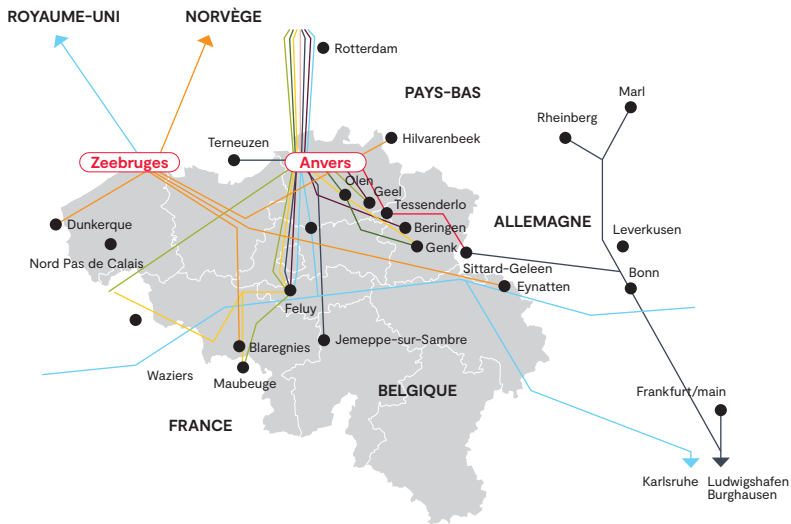 ROYAUME-UNI
NORVÈGE
Rotterdam
PAYS-BAS
Marl
Rheinberg
Hilvarenbeek
Terneuzen
Zeebruges
Anvers
Olen
Geel
Tessenderlo
Dunkerque
Beringen
ALLEMAGNE
Leverkusen
Genk
Nord Pas de Calais
Sittard-Geleen
Bonn
Eynatten
Feluy
Blaregnies
Jemeppe-sur-Sambre
Waziers
Maubeuge
BELGIQUE
Frankfurt/main
FRANCE
Karlsruhe
Ludwigshafen
Burghausen